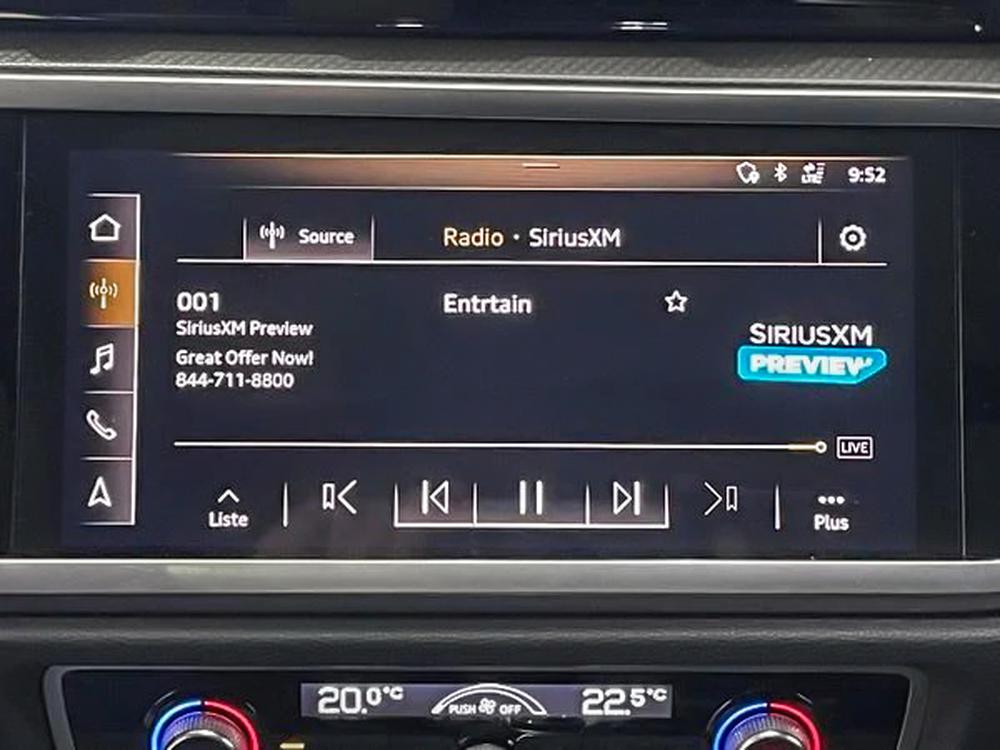 LTE 9:52
Source
Radio • SiriusXM
001
Entrtain
SiriusXM Preview
Great Offer Now!
844-711-8800
SIRIUSXM
PREVIEW
LIVE
Liste
Plus
20.0°C
PUSH OFF
22.5°C